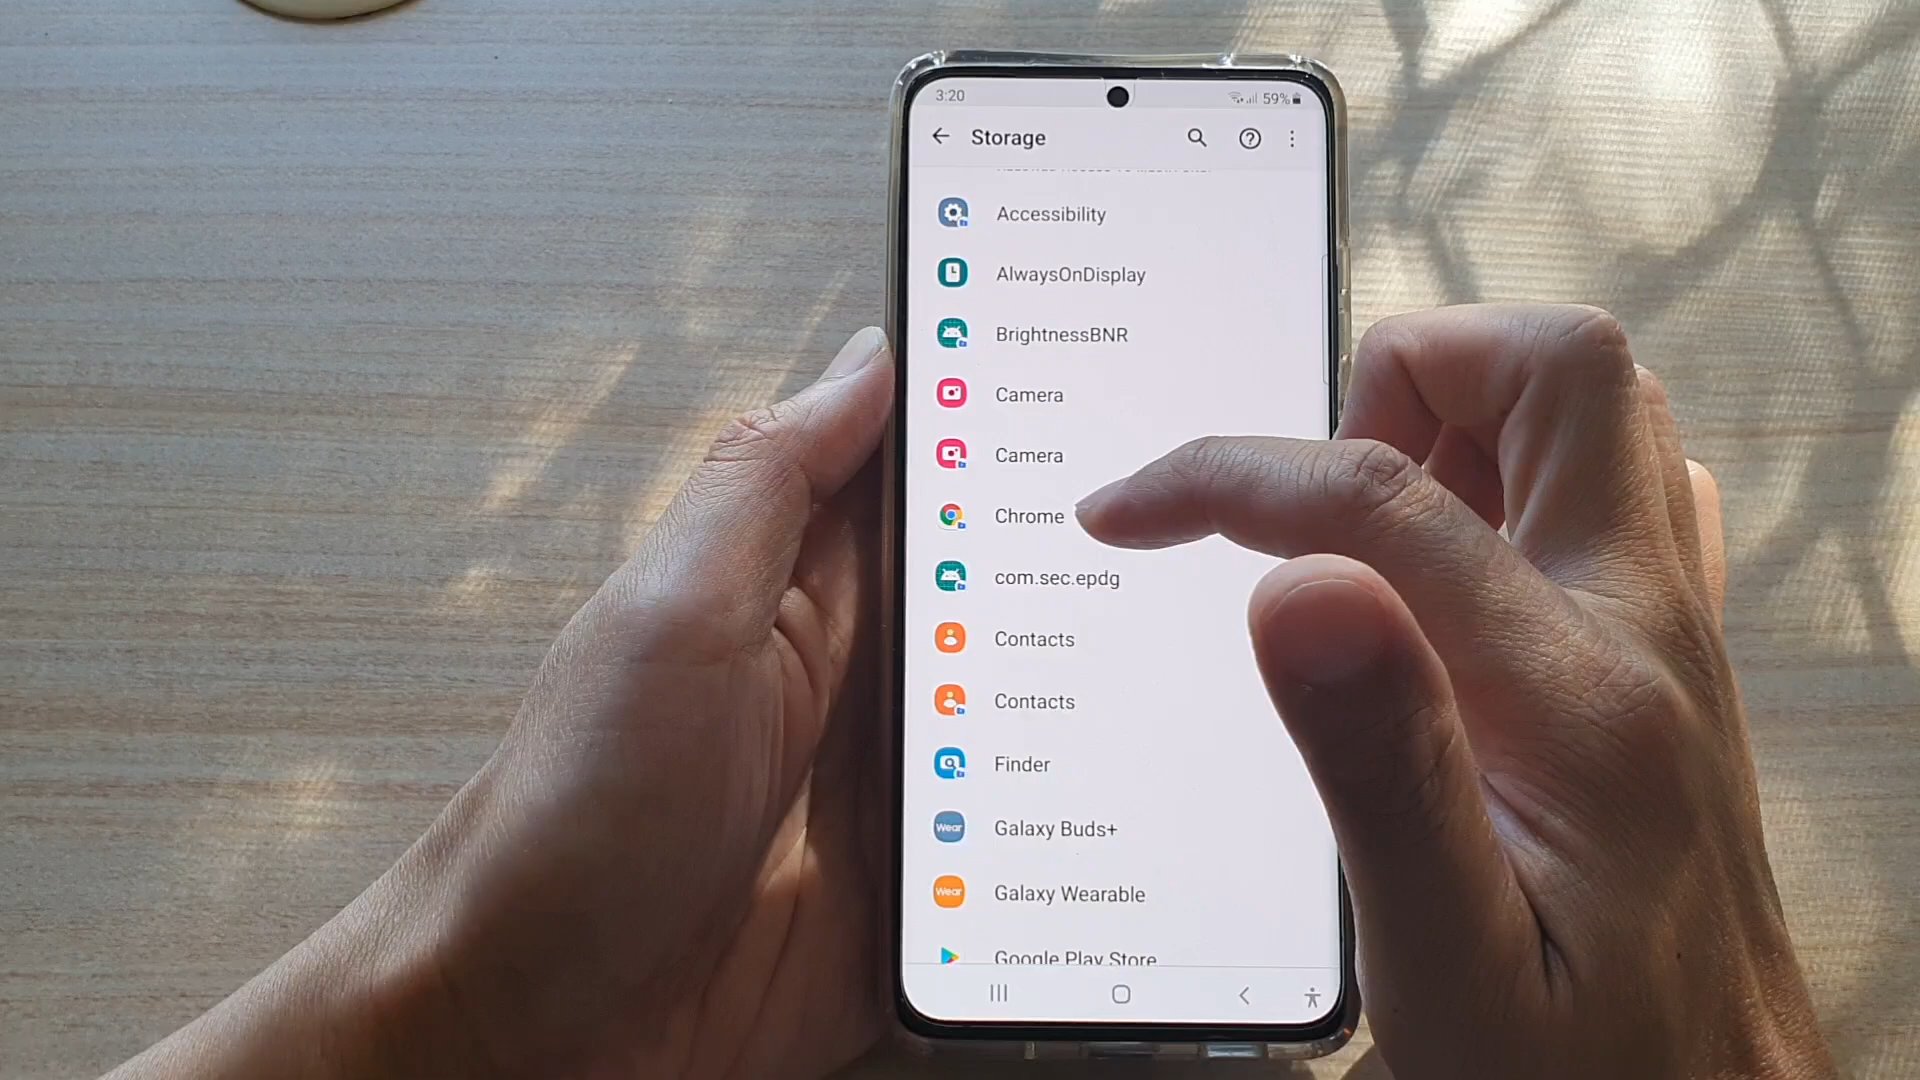 3:20
59%
Storage
Accessibility
AlwaysOnDisplay
BrightnessBNR
Camera
Camera
Chrome
com.sec.epdg
Contacts
Contacts
Finder
Wear
Galaxy Buds+
Wear
Galaxy Wearable
Google Play Store